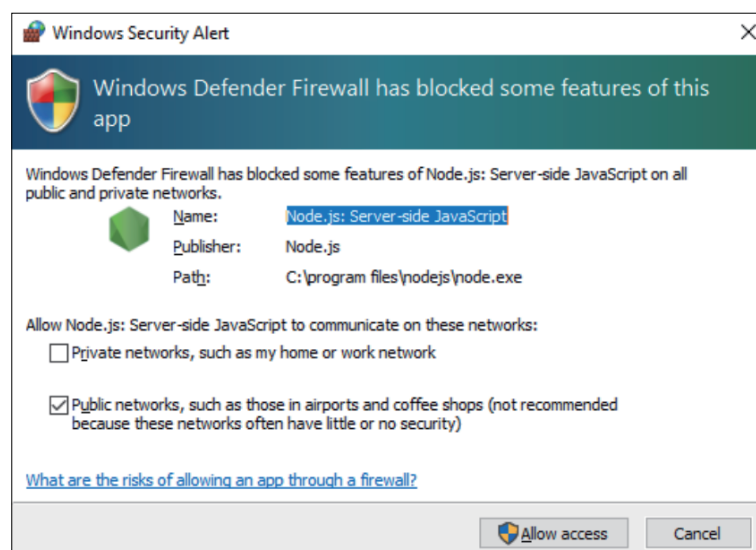 Windows Security Alert
Windows Defender Firewall has blocked some features of this
app
Windows Defender Firewall has blocked some features of Node.js: Server-side JavaScript on all
public and private networks.
Name: Node.js: Server-side JavaScript
Publisher: Node.js
Path: C:\program files\nodejs\node.exe
Allow Node.js: Server-side JavaScript to communicate on these networks:
Private networks, such as my home or work network
Public networks, such as those in airports and coffee shops (not recommended
because these networks often have little or no security)
What are the risks of allowing an app through a firewall?
Allow access Cancel